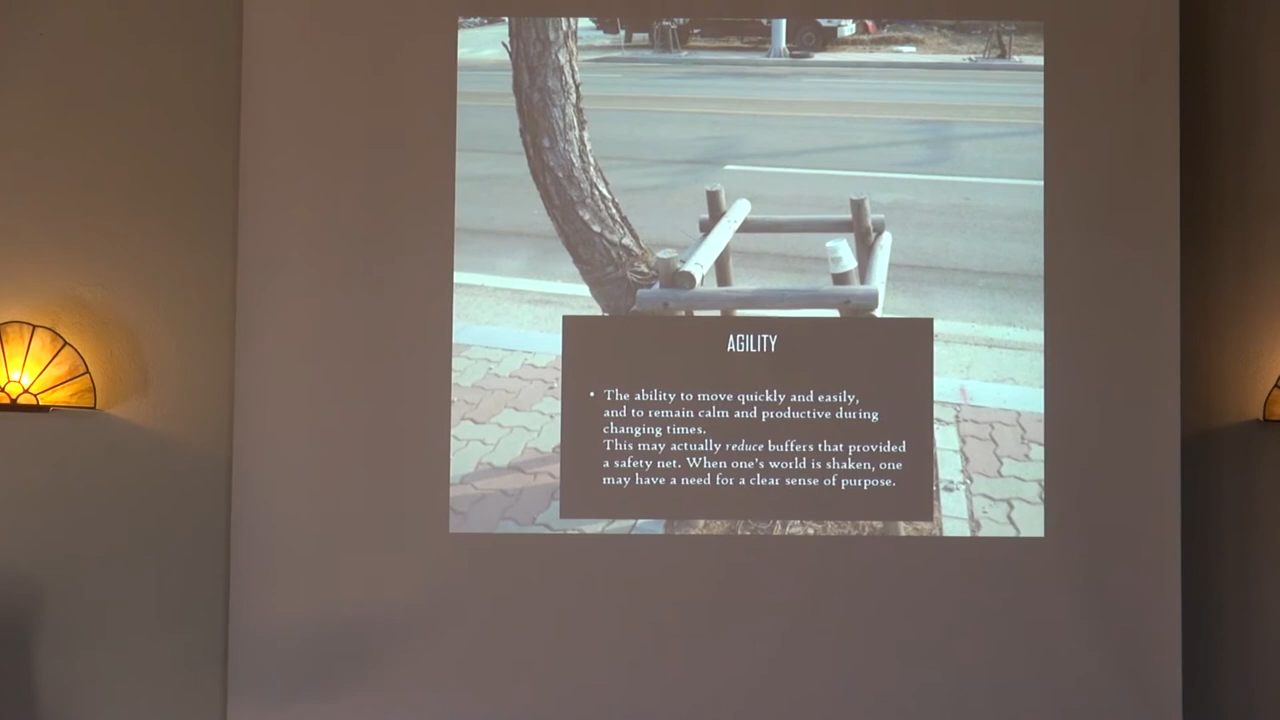 AGILITY
• The ability to move quickly and easily,
and to remain calm and productive during
changing times.
This may actually reduce buffers that provided
a safety net. When one's world is shaken, one
may have a need for a clear sense of purpose.